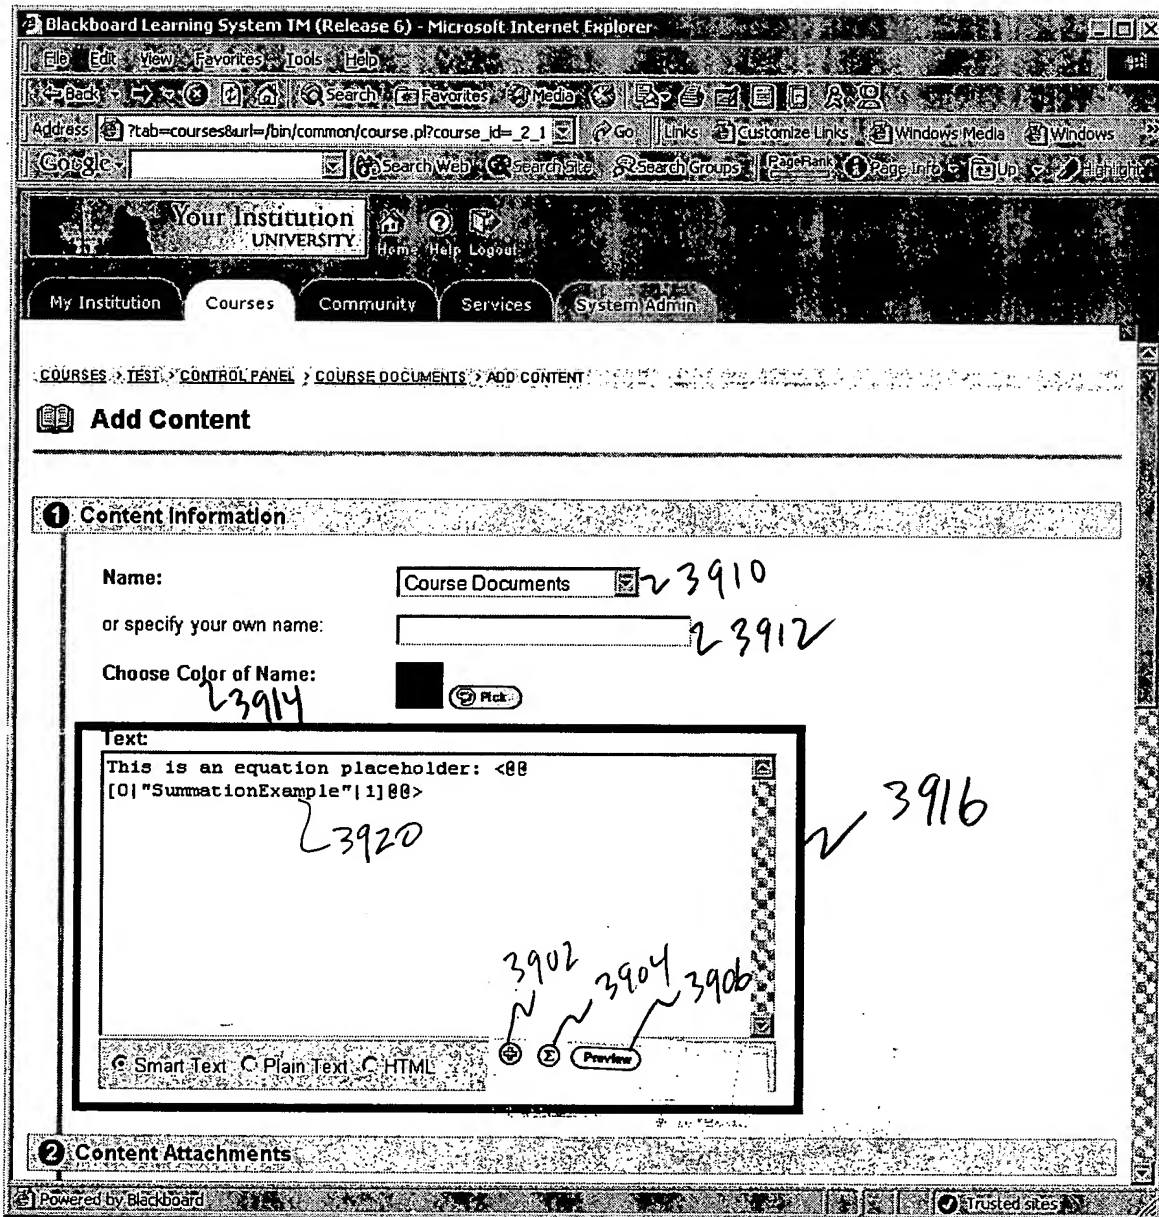 Blackboard Learning System TM (Release 6) - Microsoft Internet Explorer
File Edit View Favorites Tools Help
Back Search Favorites Media
Address ?tab=courses&url=/bin/common/course.pl?course_id=_2_1 Go Links Customize Links Windows Media Windows
Google Search Web Search Site Search Groups PageRank Page Info Up Highlight
Your Institution
UNIVERSITY
Home Help Logout
My Institution Courses Community Services System Admin
COURSES > TEST > CONTROL PANEL > COURSE DOCUMENTS > ADD CONTENT
Add Content
1 Content Information
Name: Course Documents 3910
or specify your own name: 3912
Choose Color of Name: Pick
3914
Text:
This is an equation placeholder: <@@
[0|"SummationExample"|1]@@>
3916
3920
3902 3904 3906
Smart Text Plain Text HTML Σ Preview
2 Content Attachments
Powered by Blackboard Trusted sites